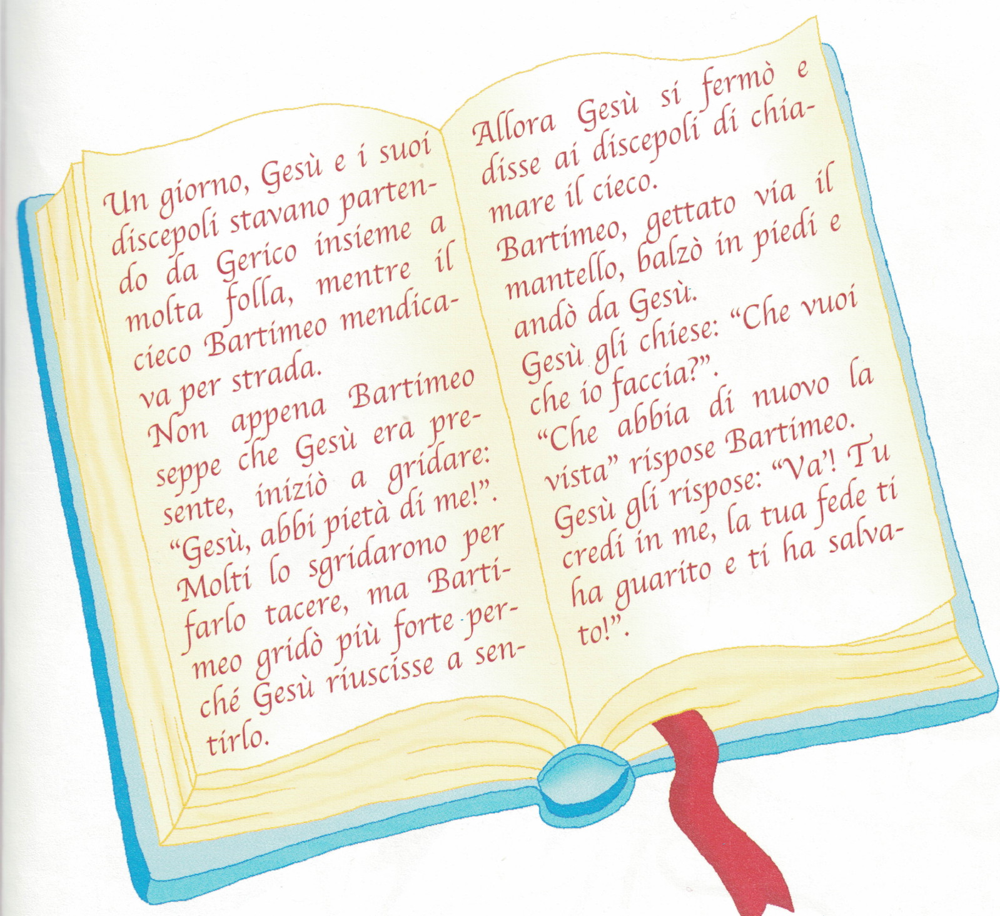 Un giorno, Gesù e i suoi
discepoli stavano parten-
do da Gerico insieme a
molta folla, mentre il
cieco Bartimeo mendica-
va per strada.
Non appena Bartimeo
seppe che Gesù era pre-
sente, iniziò a gridare:
“Gesù, abbi pietà di me!”.
Molti lo sgridarono per
farlo tacere, ma Barti-
meo gridò più forte per-
ché Gesù riuscisse a sen-
tirlo.
Allora Gesù si fermò e
disse ai discepoli di chia-
mare il cieco.
Bartimeo, gettato via il
mantello, balzò in piedi e
andò da Gesù.
Gesù gli chiese: “Che vuoi
che io faccia?”.
“Che abbia di nuovo la
vista” rispose Bartimeo.
Gesù gli rispose: “Va’! Tu
credi in me, la tua fede ti
ha guarito e ti ha salva-
to!”.